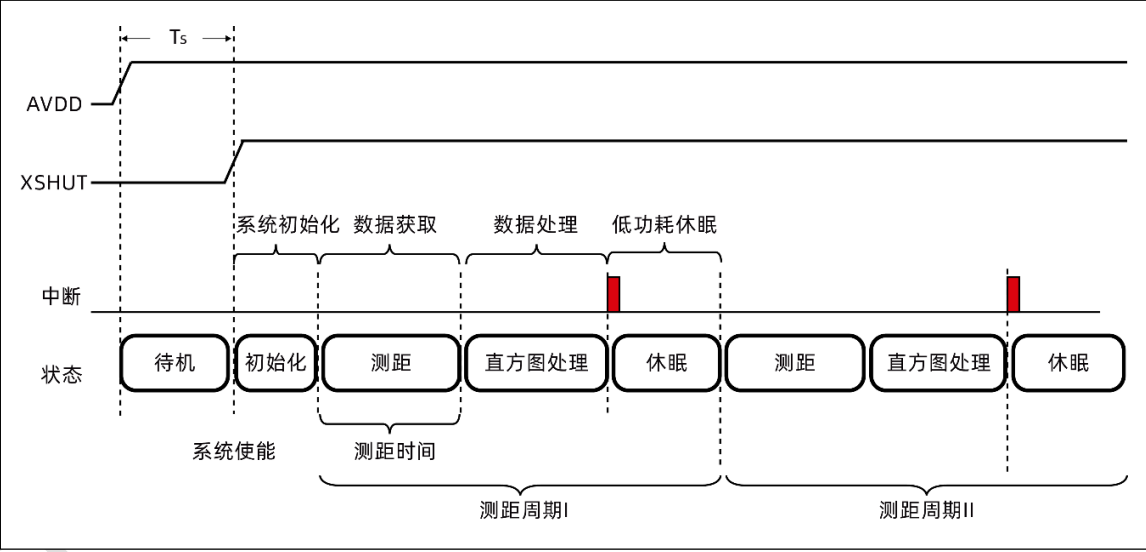 Ts
AVDD
XSHUT
系统初始化 数据获取 数据处理 低功耗休眠
中断
状态 待机 初始化 测距 直方图处理 休眠 测距 直方图处理 休眠
系统使能 测距时间
测距周期I 测距周期II